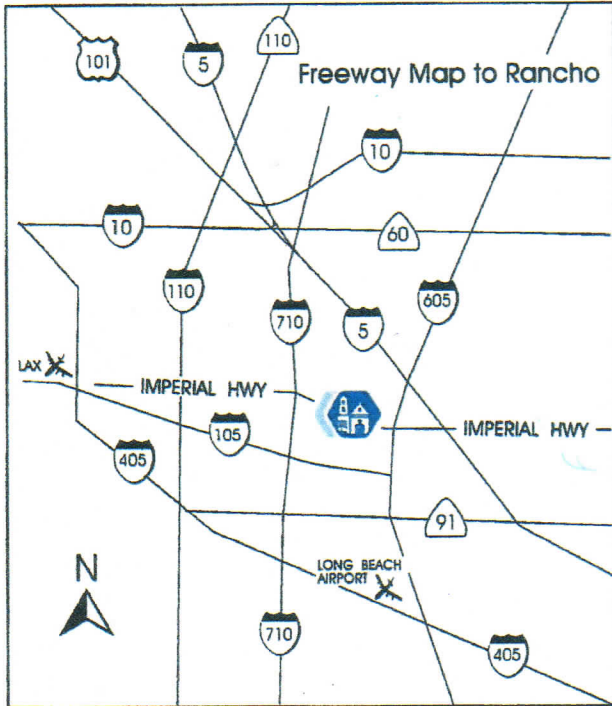 110
101
5
Freeway Map to Rancho
10
10
60
110
605
710
5
LAX
IMPERIAL HWY
IMPERIAL HWY
105
405
91
N
LONG BEACH
AIRPORT
710
405